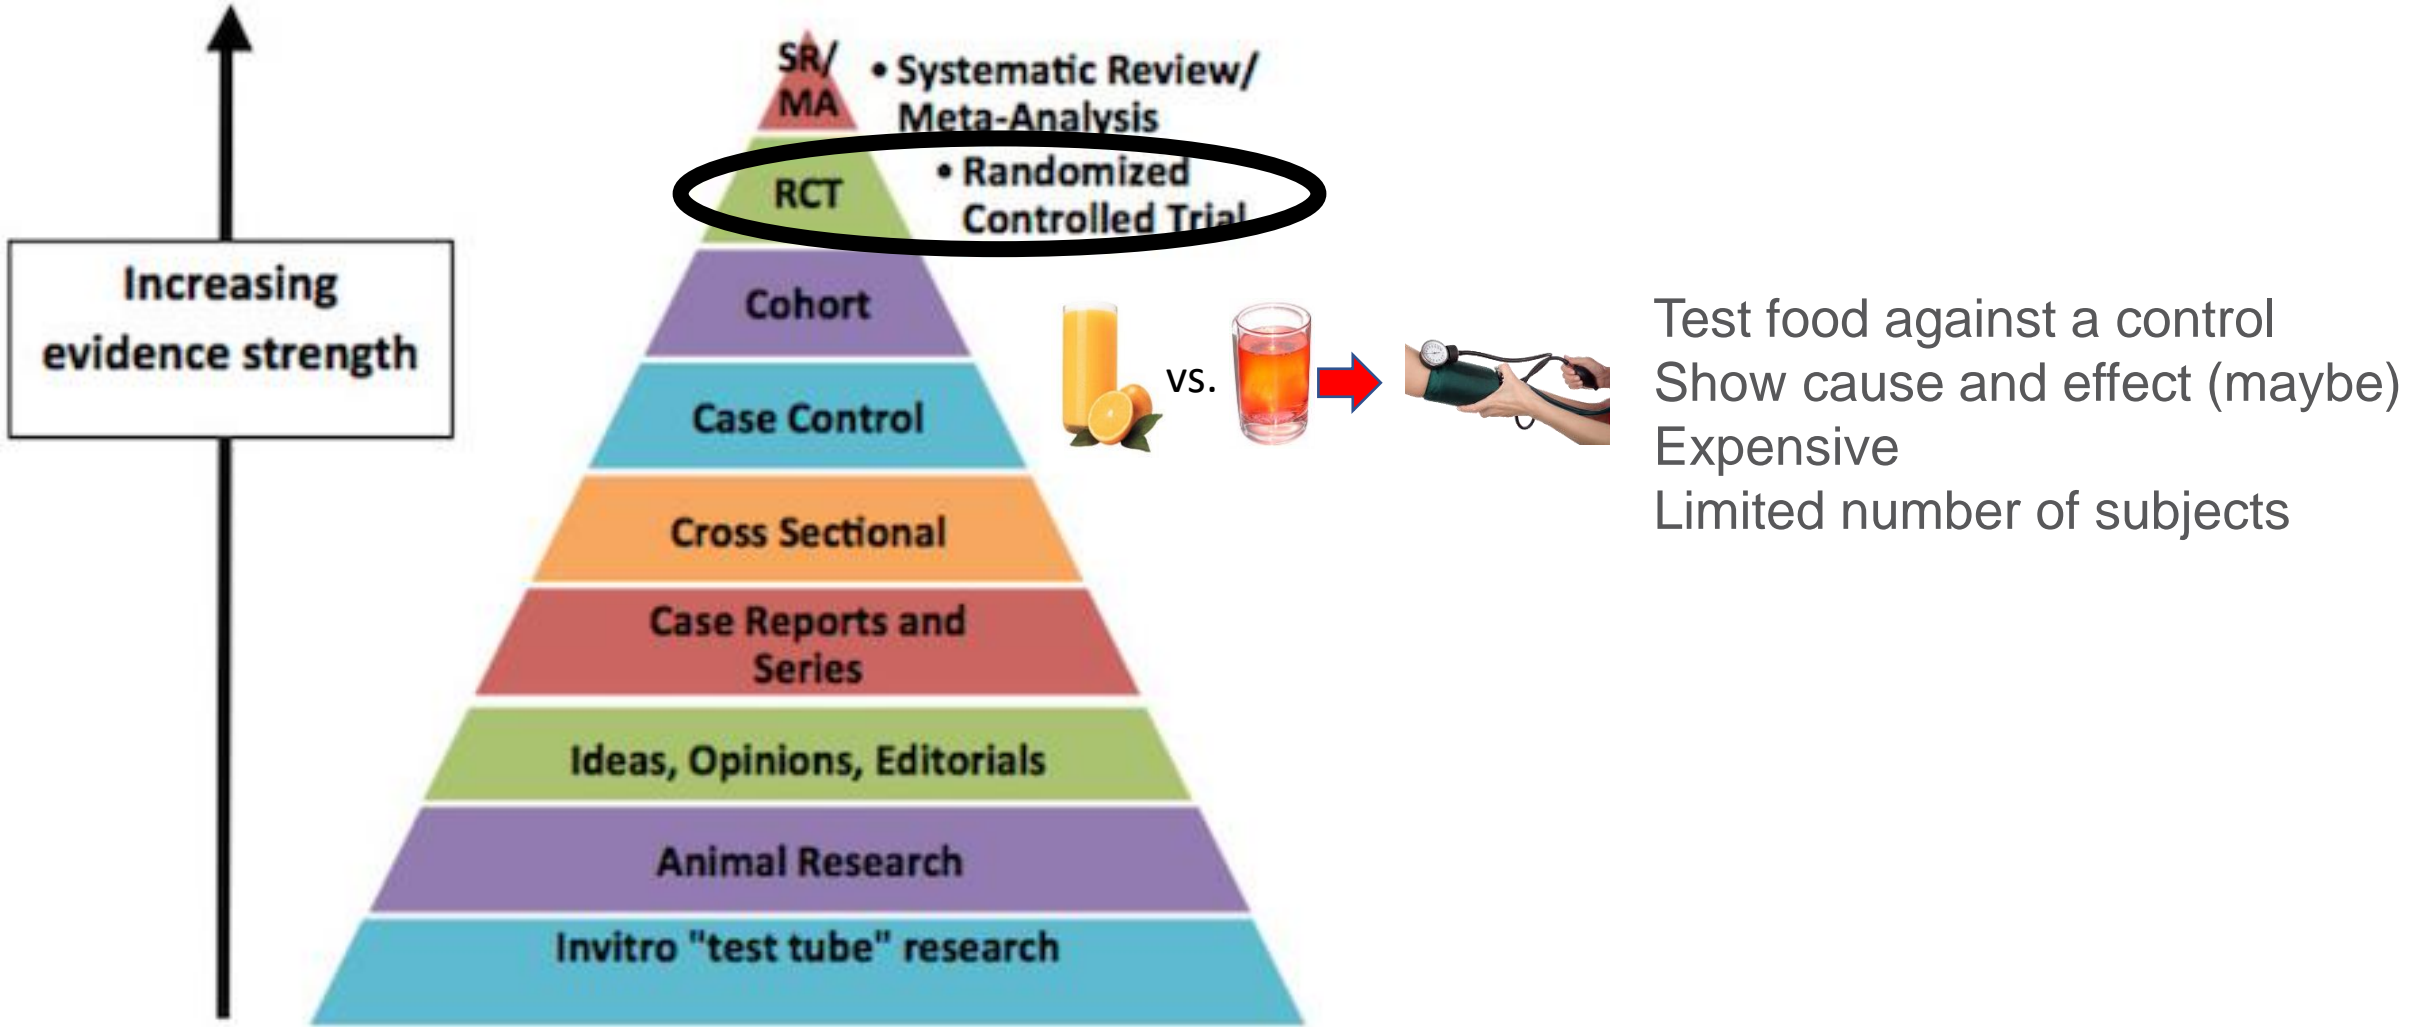 SR/
MA
• Systematic Review/
Meta-Analysis
RCT
• Randomized
Controlled Trial
Increasing
evidence strength
Cohort
vs.
Test food against a control
Show cause and effect (maybe)
Expensive
Limited number of subjects
Case Control
Cross Sectional
Case Reports and
Series
Ideas, Opinions, Editorials
Animal Research
Invitro "test tube" research